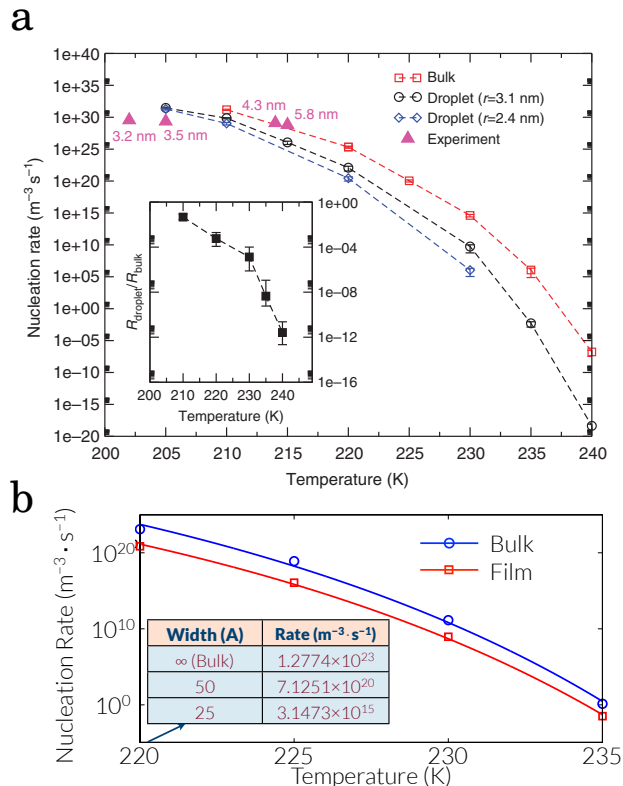 a
Nucleation rate (m⁻³ s⁻¹)
1e+40
1e+35
1e+30
1e+25
1e+20
1e+15
1e+10
1e+05
1e+00
1e−05
1e−10
1e−15
1e−20
200 205 210 215 220 225 230 235 240
Temperature (K)
Bulk
Droplet (r=3.1 nm)
Droplet (r=2.4 nm)
Experiment
3.2 nm
3.5 nm
4.3 nm
5.8 nm
R_droplet/R_bulk
1e+00
1e−04
1e−08
1e−12
1e−16
200 210 220 230 240
Temperature (K)
b
Nucleation Rate (m⁻³ · s⁻¹)
10²⁰
10¹⁰
10⁰
Bulk
Film
Width (A) Rate (m⁻³·s⁻¹)
∞ (Bulk) 1.2774×10²³
50 7.1251×10²⁰
25 3.1473×10¹⁵
220 225 230 235
Temperature (K)